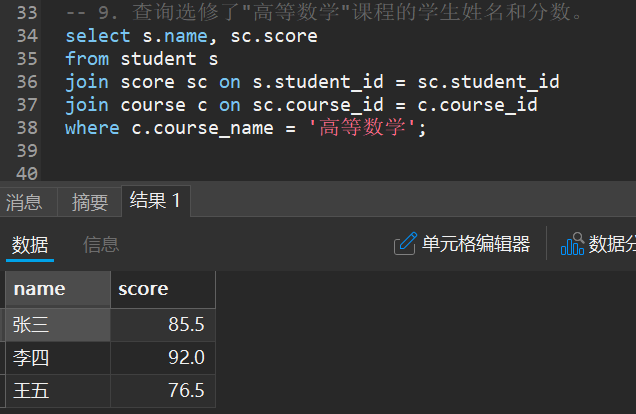 33 -- 9. 查询选修了"高等数学"课程的学生姓名和分数。
34 select s.name, sc.score
35 from student s
36 join score sc on s.student_id = sc.student_id
37 join course c on sc.course_id = c.course_id
38 where c.course_name = '高等数学';
39
40
消息 摘要 结果 1
数据 信息 单元格编辑器 数据分
name score
张三 85.5
李四 92.0
王五 76.5